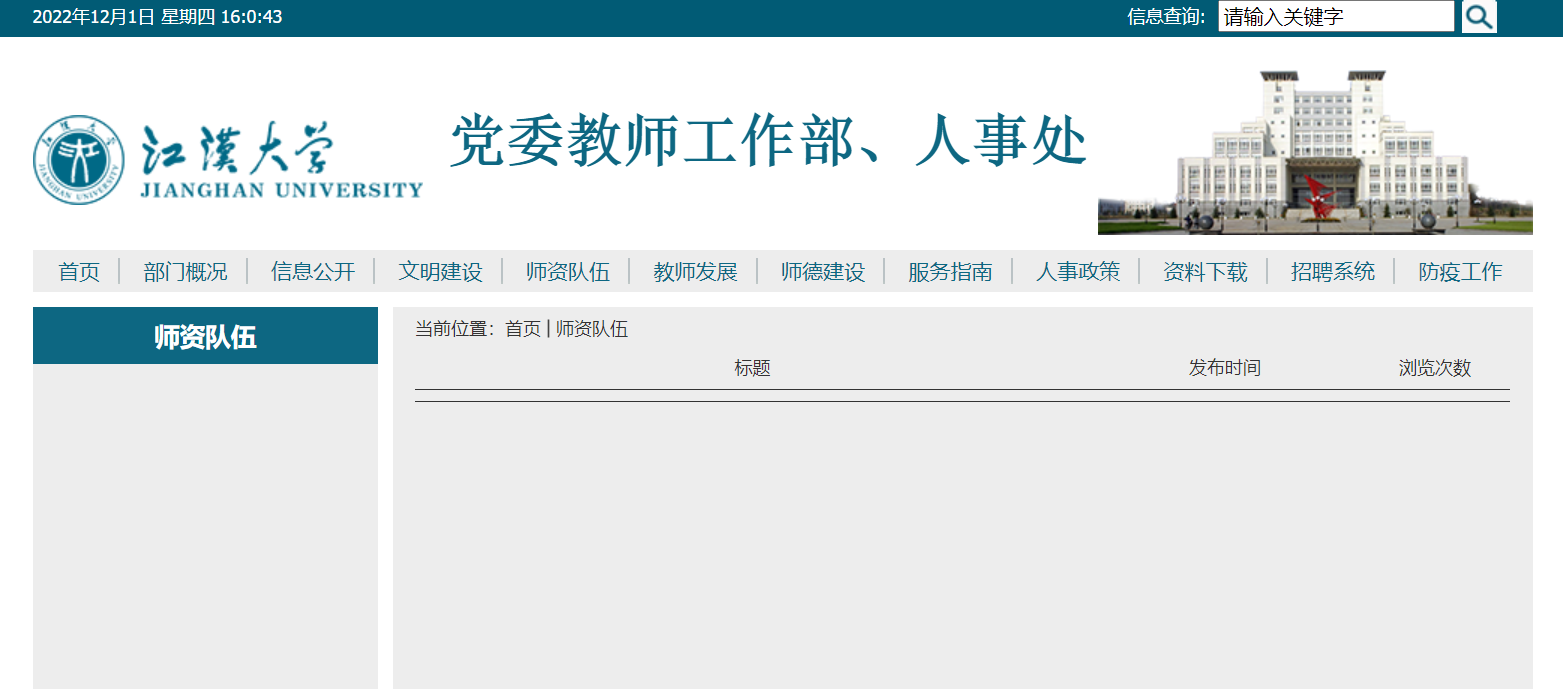 2022年12月1日 星期四 16:0:43
信息查询: 请输入关键字
江漢大学
JIANGHAN UNIVERSITY
党委教师工作部、人事处
首页 部门概况 信息公开 文明建设 师资队伍 教师发展 师德建设 服务指南 人事政策 资料下载 招聘系统 防疫工作
师资队伍
当前位置：首页 | 师资队伍
标题 发布时间 浏览次数